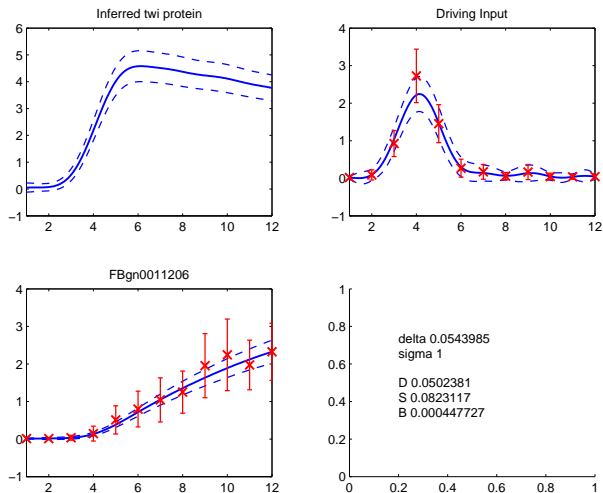 Inferred twi protein
6
5
4
3
2
1
0
−1
2 4 6 8 10 12
Driving Input
4
3
2
1
0
−1
2 4 6 8 10 12
FBgn0011206
4
3
2
1
0
−1
2 4 6 8 10 12
1
0.8
0.6
0.4
0.2
0
0 0.2 0.4 0.6 0.8 1
delta 0.0543985
sigma 1
D 0.0502381
S 0.0823117
B 0.000447727